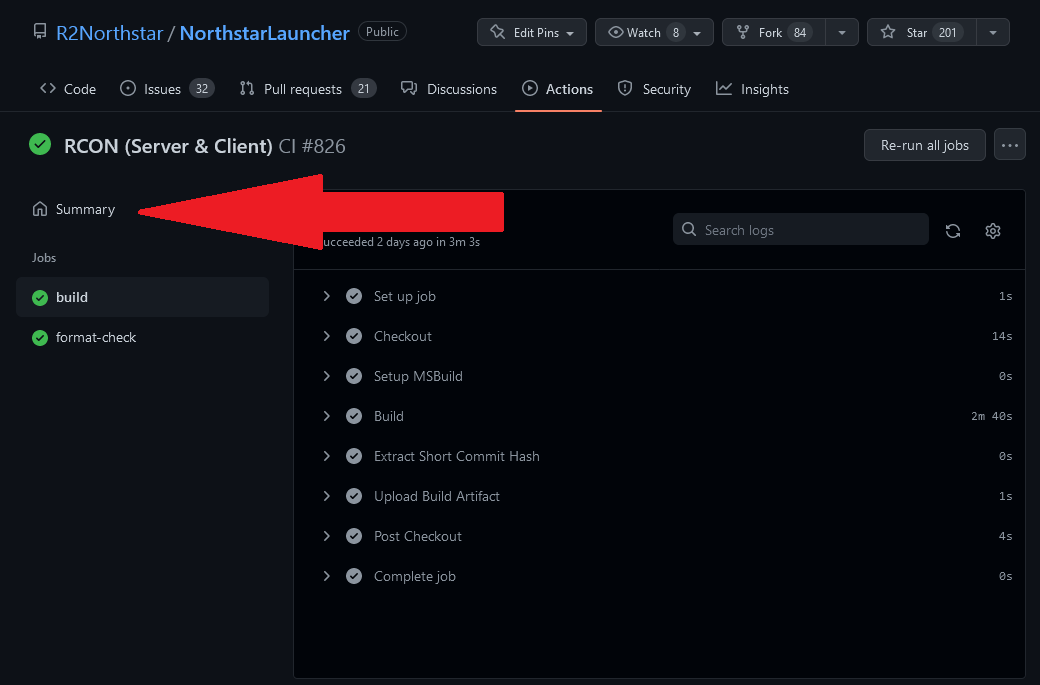 R2Northstar / NorthstarLauncher Public Edit Pins Watch 8 Fork 84 Star 201
Code Issues 32 Pull requests 21 Discussions Actions Security Insights
RCON (Server & Client) CI #826 Re-run all jobs
Summary
Search logs
succeeded 2 days ago in 3m 3s
Jobs
build
format-check
Set up job 1s
Checkout 14s
Setup MSBuild 0s
Build 2m 40s
Extract Short Commit Hash 0s
Upload Build Artifact 1s
Post Checkout 4s
Complete job 0s